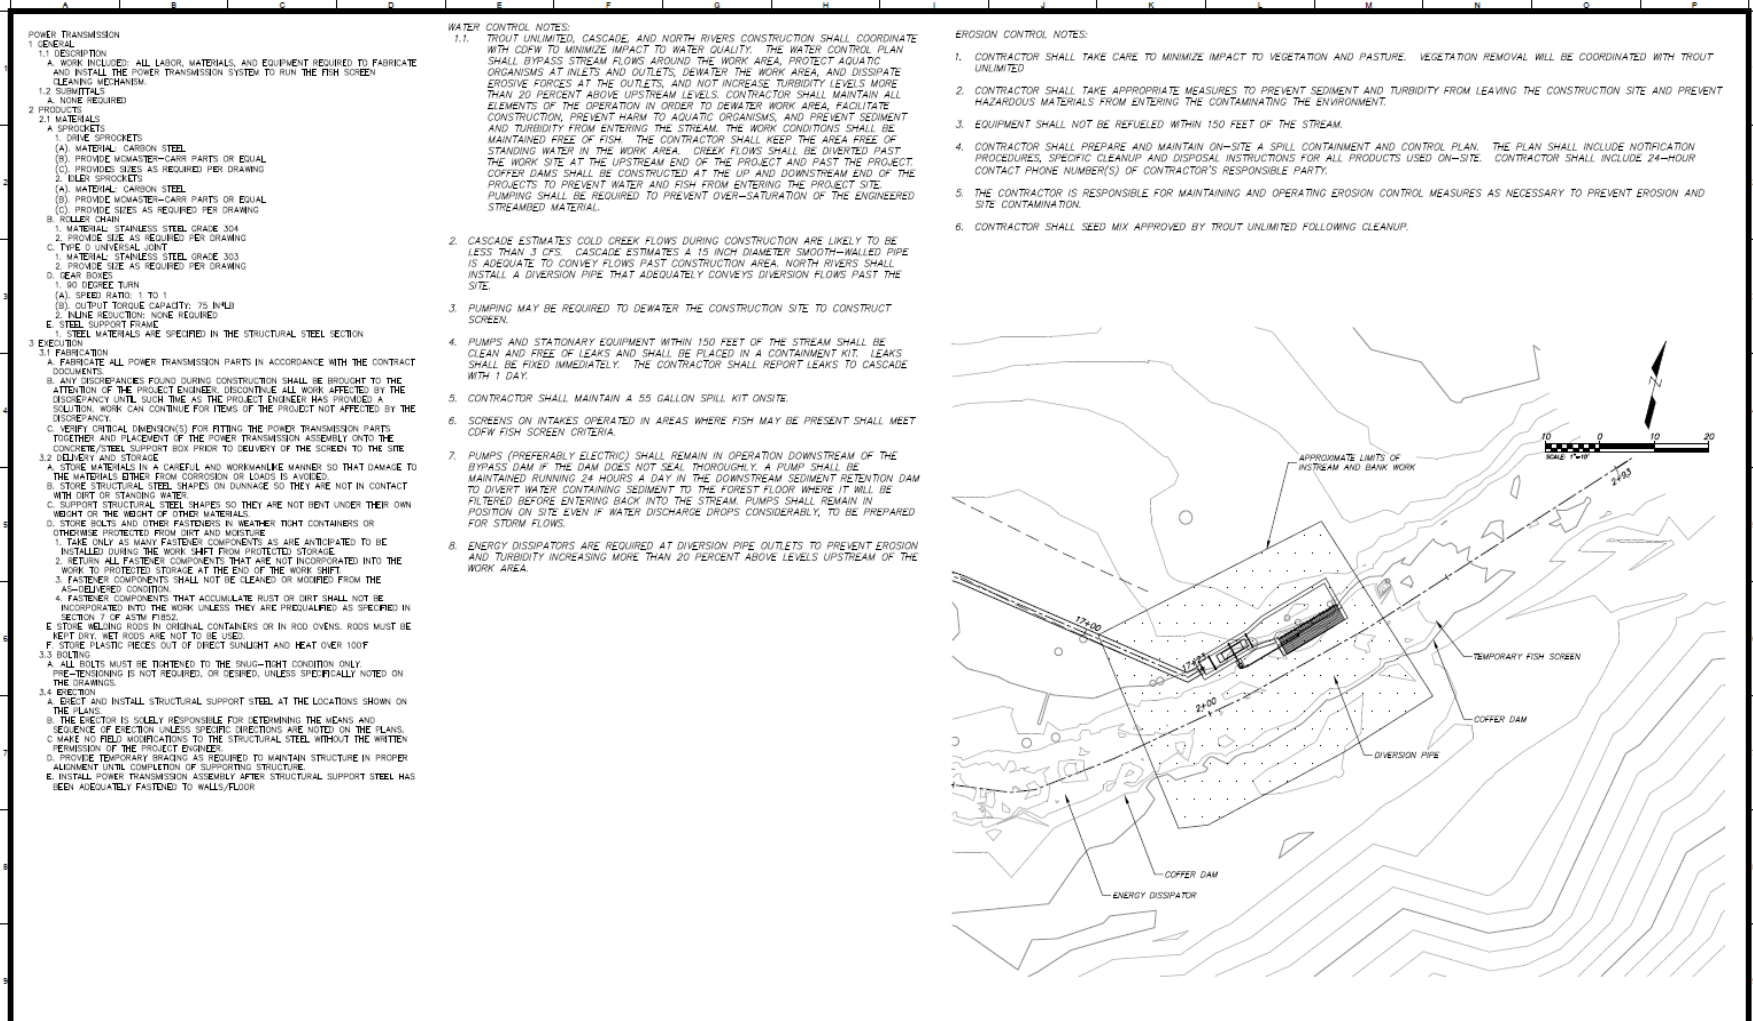 A B C D E F G H I J K L M N O P
POWER TRANSMISSION
1 GENERAL
1.1 DESCRIPTION
A. WORK INCLUDED: ALL LABOR, MATERIALS, AND EQUIPMENT REQUIRED TO FABRICATE
AND INSTALL THE POWER TRANSMISSION SYSTEM TO RUN THE FISH SCREEN
CLEANING MECHANISM.
1.2 SUBMITTALS
A. NONE REQUIRED
2 PRODUCTS
2.1 MATERIALS
A SPROCKETS
1. DRIVE SPROCKETS
(A). MATERIAL: CARBON STEEL
(B). PROVIDE MCMASTER-CARR PARTS OR EQUAL
(C). PROVIDES SIZES AS REQUIRED PER DRAWING
2. IDLER SPROCKETS
(A). MATERIAL: CARBON STEEL
(B). PROVIDE MCMASTER-CARR PARTS OR EQUAL
(C). PROVIDE SIZES AS REQUIRED PER DRAWING
B. ROLLER CHAIN
1. MATERIAL: STAINLESS STEEL GRADE 304
2. PROVIDE SIZE AS REQUIRED PER DRAWING
C. TYPE D UNIVERSAL JOINT
1. MATERIAL: STAINLESS STEEL GRADE 303
2. PROVIDE SIZE AS REQUIRED PER DRAWING
D. GEAR BOXES
1. 90 DEGREE TURN
(A). SPEED RATIO: 1 TO 1
(B). OUTPUT TORQUE CAPACITY: 75 IN*LB
2. INLINE REDUCTION: NONE REQUIRED
E. STEEL SUPPORT FRAME
1. STEEL MATERIALS ARE SPECIFIED IN THE STRUCTURAL STEEL SECTION
3 EXECUTION
3.1 FABRICATION
A. FABRICATE ALL POWER TRANSMISSION PARTS IN ACCORDANCE WITH THE CONTRACT
DOCUMENTS.
B. ANY DISCREPANCIES FOUND DURING CONSTRUCTION SHALL BE BROUGHT TO THE
ATTENTION OF THE PROJECT ENGINEER. DISCONTINUE ALL WORK AFFECTED BY THE
DISCREPANCY UNTIL SUCH TIME AS THE PROJECT ENGINEER HAS PROVIDED A
SOLUTION. WORK CAN CONTINUE FOR ITEMS OF THE PROJECT NOT AFFECTED BY THE
DISCREPANCY.
C. VERIFY CRITICAL DIMENSION(S) FOR FITTING THE POWER TRANSMISSION PARTS
TOGETHER AND PLACEMENT OF THE POWER TRANSMISSION ASSEMBLY ONTO THE
CONCRETE/STEEL SUPPORT BOX PRIOR TO DELIVERY OF THE SCREEN TO THE SITE
3.2 DELIVERY AND STORAGE
A. STORE MATERIALS IN A CAREFUL AND WORKMANLIKE MANNER SO THAT DAMAGE TO
THE MATERIALS EITHER FROM CORROSION OR LOADS IS AVOIDED.
B. STORE STRUCTURAL STEEL SHAPES ON DUNNAGE SO THEY ARE NOT IN CONTACT
WITH DIRT OR STANDING WATER.
C. SUPPORT STRUCTURAL STEEL SHAPES SO THEY ARE NOT BENT UNDER THEIR OWN
WEIGHT OR THE WEIGHT OF OTHER MATERIALS.
D. STORE BOLTS AND OTHER FASTENERS IN WEATHER TIGHT CONTAINERS OR
OTHERWISE PROTECTED FROM DIRT AND MOISTURE
1. TAKE ONLY AS MANY FASTENER COMPONENTS AS ARE ANTICIPATED TO BE
INSTALLED DURING THE WORK SHIFT FROM PROTECTED STORAGE.
2. RETURN ALL FASTENER COMPONENTS THAT ARE NOT INCORPORATED INTO THE
WORK TO PROTECTED STORAGE AT THE END OF THE WORK SHIFT.
3. FASTENER COMPONENTS SHALL NOT BE CLEANED OR MODIFIED FROM THE
AS-DELIVERED CONDITION.
4. FASTENER COMPONENTS THAT ACCUMULATE RUST OR DIRT SHALL NOT BE
INCORPORATED INTO THE WORK UNLESS THEY ARE PREQUALIFIED AS SPECIFIED IN
SECTION 7 OF ASTM F1852.
E STORE WELDING RODS IN ORIGINAL CONTAINERS OR IN ROD OVENS. RODS MUST BE
KEPT DRY. WET RODS ARE NOT TO BE USED.
F. STORE PLASTIC PIECES OUT OF DIRECT SUNLIGHT AND HEAT OVER 100°F
3.3 BOLTING
A. ALL BOLTS MUST BE TIGHTENED TO THE SNUG-TIGHT CONDITION ONLY.
PRE-TENSIONING IS NOT REQUIRED, OR DESIRED, UNLESS SPECIFICALLY NOTED ON
THE DRAWINGS.
3.4 ERECTION
A. ERECT AND INSTALL STRUCTURAL SUPPORT STEEL AT THE LOCATIONS SHOWN ON
THE PLANS.
B. THE ERECTOR IS SOLELY RESPONSIBLE FOR DETERMINING THE MEANS AND
SEQUENCE OF ERECTION UNLESS SPECIFIC DIRECTIONS ARE NOTED ON THE PLANS.
C MAKE NO FIELD MODIFICATIONS TO THE STRUCTURAL STEEL WITHOUT THE WRITTEN
PERMISSION OF THE PROJECT ENGINEER.
D. PROVIDE TEMPORARY BRACING AS REQUIRED TO MAINTAIN STRUCTURE IN PROPER
ALIGNMENT UNTIL COMPLETION OF SUPPORTING STRUCTURE.
E. INSTALL POWER TRANSMISSION ASSEMBLY AFTER STRUCTURAL SUPPORT STEEL HAS
BEEN ADEQUATELY FASTENED TO WALLS/FLOOR
WATER CONTROL NOTES:
1.1. TROUT UNLIMITED, CASCADE, AND NORTH RIVERS CONSTRUCTION SHALL COORDINATE
WITH CDFW TO MINIMIZE IMPACT TO WATER QUALITY. THE WATER CONTROL PLAN
SHALL BYPASS STREAM FLOWS AROUND THE WORK AREA, PROTECT AQUATIC
ORGANISMS AT INLETS AND OUTLETS, DEWATER THE WORK AREA, AND DISSIPATE
EROSIVE FORCES AT THE OUTLETS, AND NOT INCREASE TURBIDITY LEVELS MORE
THAN 20 PERCENT ABOVE UPSTREAM LEVELS. CONTRACTOR SHALL MAINTAIN ALL
ELEMENTS OF THE OPERATION IN ORDER TO DEWATER WORK AREA, FACILITATE
CONSTRUCTION, PREVENT HARM TO AQUATIC ORGANISMS, AND PREVENT SEDIMENT
AND TURBIDITY FROM ENTERING THE STREAM. THE WORK CONDITIONS SHALL BE
MAINTAINED FREE OF FISH. THE CONTRACTOR SHALL KEEP THE AREA FREE OF
STANDING WATER IN THE WORK AREA. CREEK FLOWS SHALL BE DIVERTED PAST
THE WORK SITE AT THE UPSTREAM END OF THE PROJECT AND PAST THE PROJECT.
COFFER DAMS SHALL BE CONSTRUCTED AT THE UP AND DOWNSTREAM END OF THE
PROJECTS TO PREVENT WATER AND FISH FROM ENTERING THE PROJECT SITE.
PUMPING SHALL BE REQUIRED TO PREVENT OVER-SATURATION OF THE ENGINEERED
STREAMBED MATERIAL.
2. CASCADE ESTIMATES COLD CREEK FLOWS DURING CONSTRUCTION ARE LIKELY TO BE
LESS THAN 3 CFS. CASCADE ESTIMATES A 15 INCH DIAMETER SMOOTH-WALLED PIPE
IS ADEQUATE TO CONVEY FLOWS PAST CONSTRUCTION AREA. NORTH RIVERS SHALL
INSTALL A DIVERSION PIPE THAT ADEQUATELY CONVEYS DIVERSION FLOWS PAST THE
SITE.
3. PUMPING MAY BE REQUIRED TO DEWATER THE CONSTRUCTION SITE TO CONSTRUCT
SCREEN.
4. PUMPS AND STATIONARY EQUIPMENT WITHIN 150 FEET OF THE STREAM SHALL BE
CLEAN AND FREE OF LEAKS AND SHALL BE PLACED IN A CONTAINMENT KIT. LEAKS
SHALL BE FIXED IMMEDIATELY. THE CONTRACTOR SHALL REPORT LEAKS TO CASCADE
WITH 1 DAY.
5. CONTRACTOR SHALL MAINTAIN A 55 GALLON SPILL KIT ONSITE.
6. SCREENS ON INTAKES OPERATED IN AREAS WHERE FISH MAY BE PRESENT SHALL MEET
CDFW FISH SCREEN CRITERIA.
7. PUMPS (PREFERABLY ELECTRIC) SHALL REMAIN IN OPERATION DOWNSTREAM OF THE
BYPASS DAM IF THE DAM DOES NOT SEAL THOROUGHLY. A PUMP SHALL BE
MAINTAINED RUNNING 24 HOURS A DAY IN THE DOWNSTREAM SEDIMENT RETENTION DAM
TO DIVERT WATER CONTAINING SEDIMENT TO THE FOREST FLOOR WHERE IT WILL BE
FILTERED BEFORE ENTERING BACK INTO THE STREAM. PUMPS SHALL REMAIN IN
POSITION ON SITE EVEN IF WATER DISCHARGE DROPS CONSIDERABLY, TO BE PREPARED
FOR STORM FLOWS.
8. ENERGY DISSIPATORS ARE REQUIRED AT DIVERSION PIPE OUTLETS TO PREVENT EROSION
AND TURBIDITY INCREASING MORE THAN 20 PERCENT ABOVE LEVELS UPSTREAM OF THE
WORK AREA.
EROSION CONTROL NOTES:
1. CONTRACTOR SHALL TAKE CARE TO MINIMIZE IMPACT TO VEGETATION AND PASTURE. VEGETATION REMOVAL WILL BE COORDINATED WITH TROUT
UNLIMITED
2. CONTRACTOR SHALL TAKE APPROPRIATE MEASURES TO PREVENT SEDIMENT AND TURBIDITY FROM LEAVING THE CONSTRUCTION SITE AND PREVENT
HAZARDOUS MATERIALS FROM ENTERING THE CONTAMINATING THE ENVIRONMENT.
3. EQUIPMENT SHALL NOT BE REFUELED WITHIN 150 FEET OF THE STREAM.
4. CONTRACTOR SHALL PREPARE AND MAINTAIN ON-SITE A SPILL CONTAINMENT AND CONTROL PLAN. THE PLAN SHALL INCLUDE NOTIFICATION
PROCEDURES, SPECIFIC CLEANUP AND DISPOSAL INSTRUCTIONS FOR ALL PRODUCTS USED ON-SITE. CONTRACTOR SHALL INCLUDE 24-HOUR
CONTACT PHONE NUMBER(S) OF CONTRACTOR'S RESPONSIBLE PARTY.
5. THE CONTRACTOR IS RESPONSIBLE FOR MAINTAINING AND OPERATING EROSION CONTROL MEASURES AS NECESSARY TO PREVENT EROSION AND
SITE CONTAMINATION.
6. CONTRACTOR SHALL SEED MIX APPROVED BY TROUT UNLIMITED FOLLOWING CLEANUP.
N
10 0 10 20
SCALE: 1"=10'
APPROXIMATE LIMITS OF
INSTREAM AND BANK WORK
2+93
17+00
17+23
2+00
TEMPORARY FISH SCREEN
COFFER DAM
DIVERSION PIPE
COFFER DAM
ENERGY DISSIPATOR